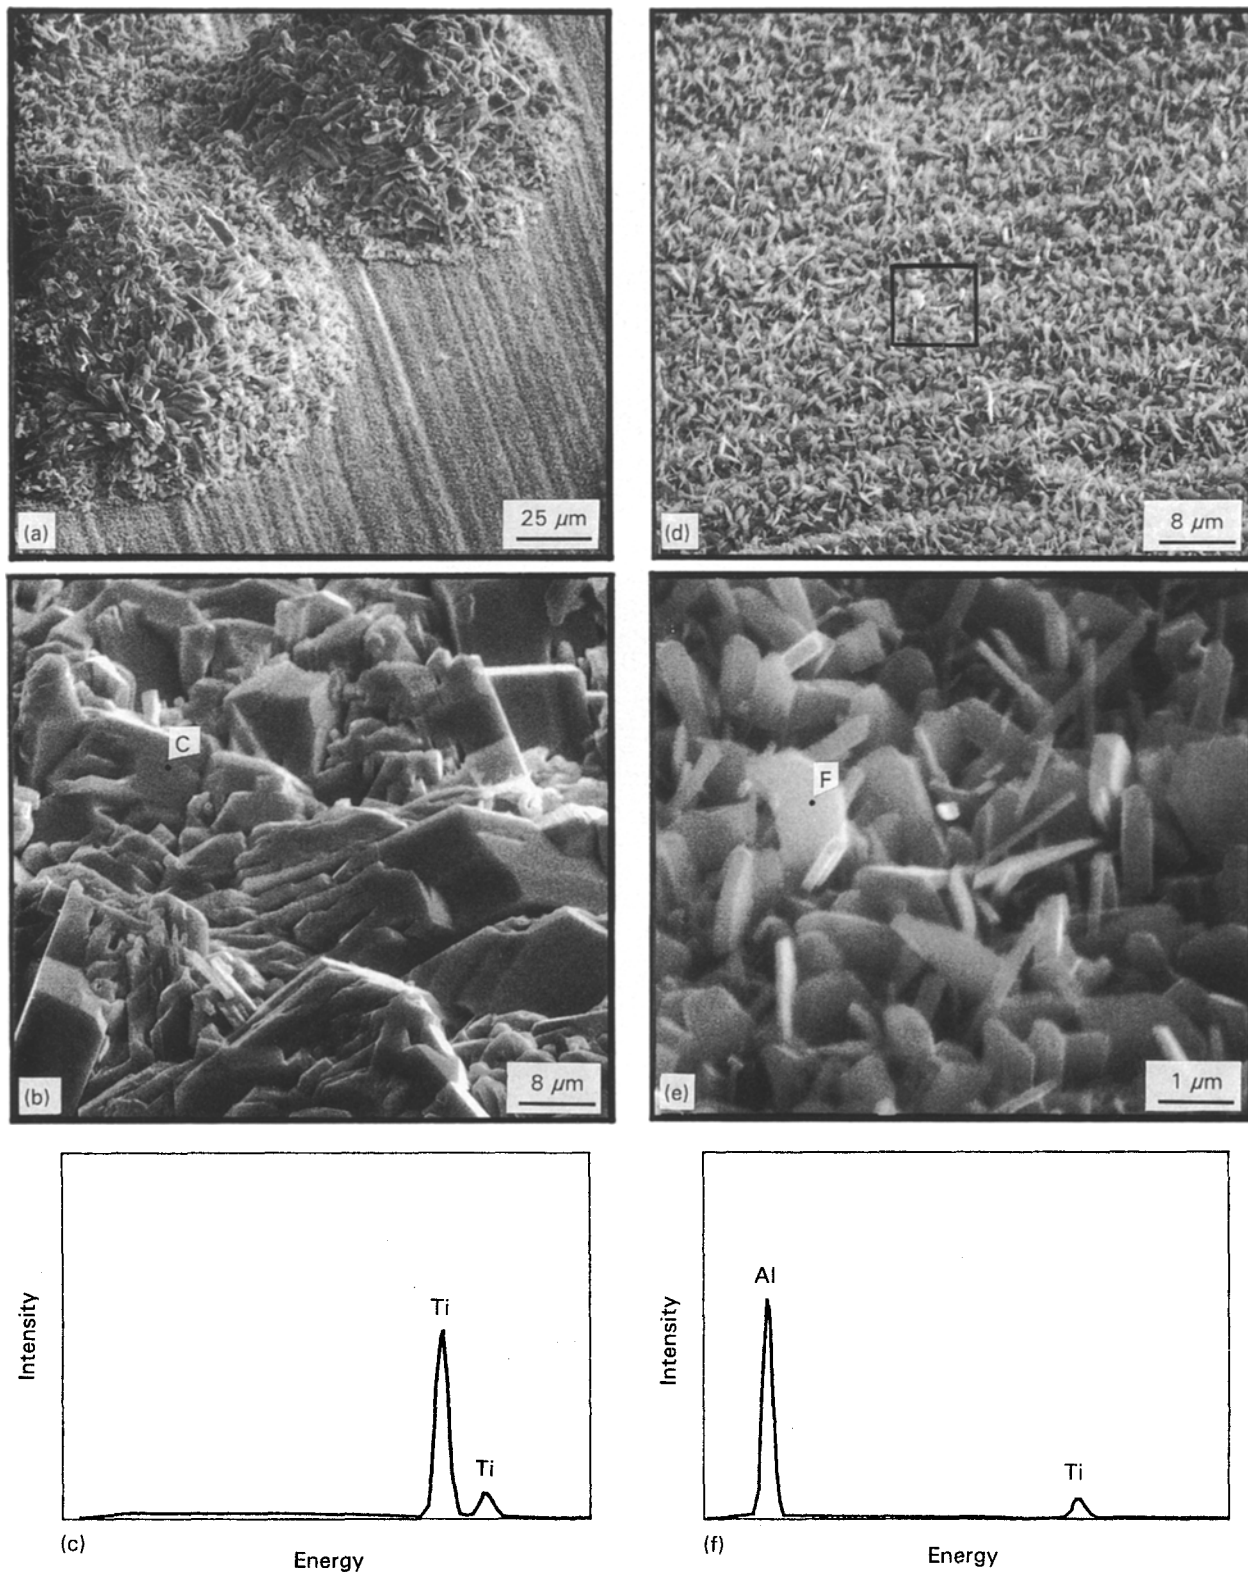 (a)
25 μm
(d)
8 μm
C
(b)
8 μm
F
(e)
1 μm
Intensity
Ti
Ti
(c)
Energy
Intensity
Al
Ti
(f)
Energy